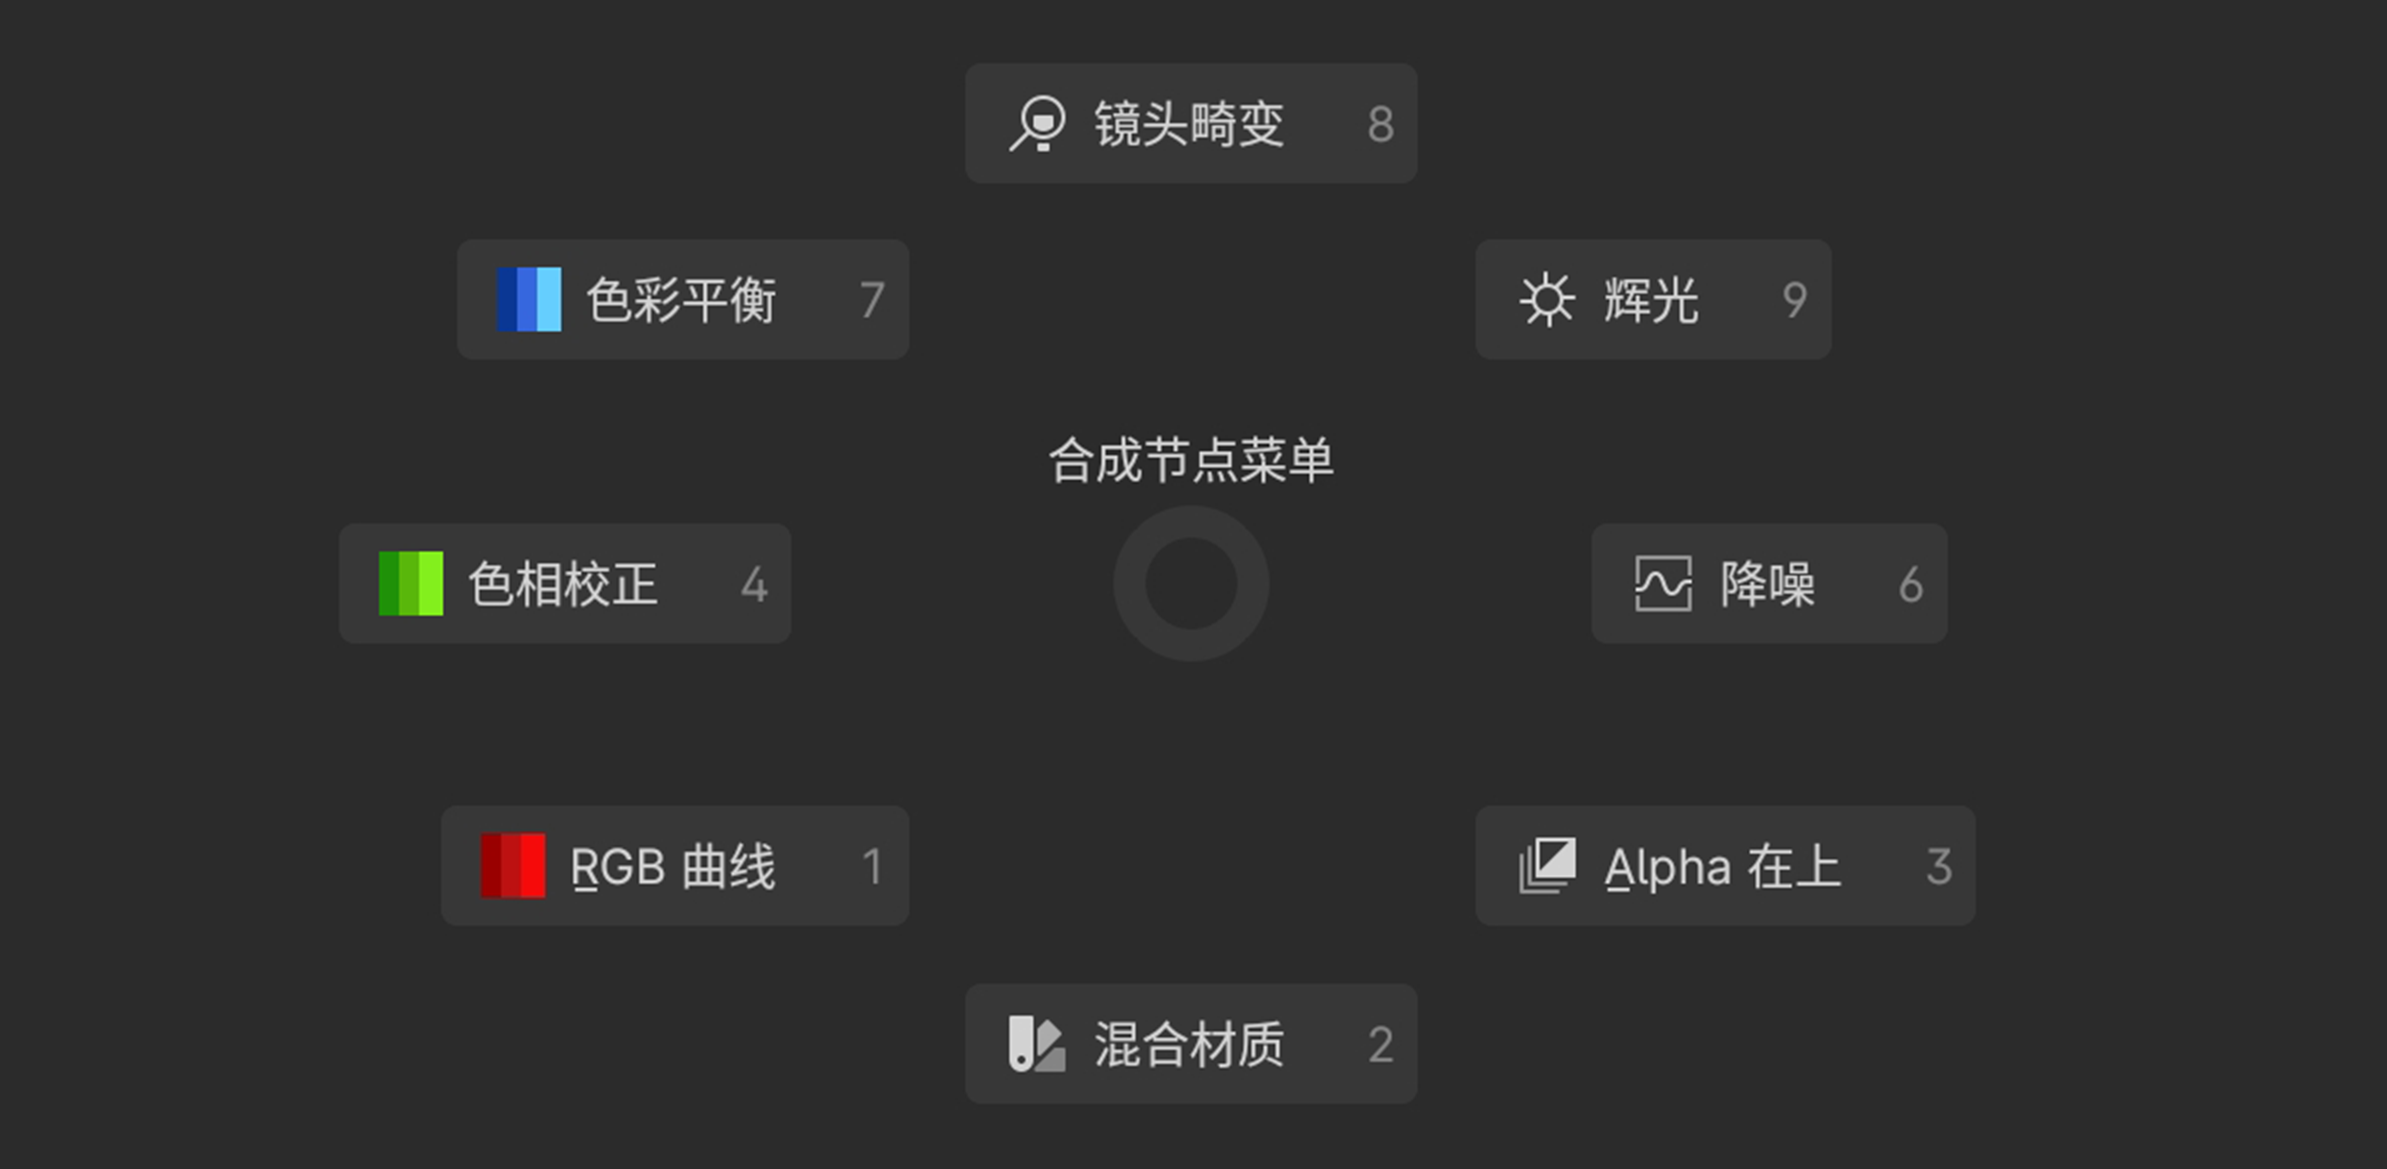 镜头畸变 8
色彩平衡 7
辉光 9
合成节点菜单
色相校正 4
降噪 6
RGB 曲线 1
Alpha 在上 3
混合材质 2